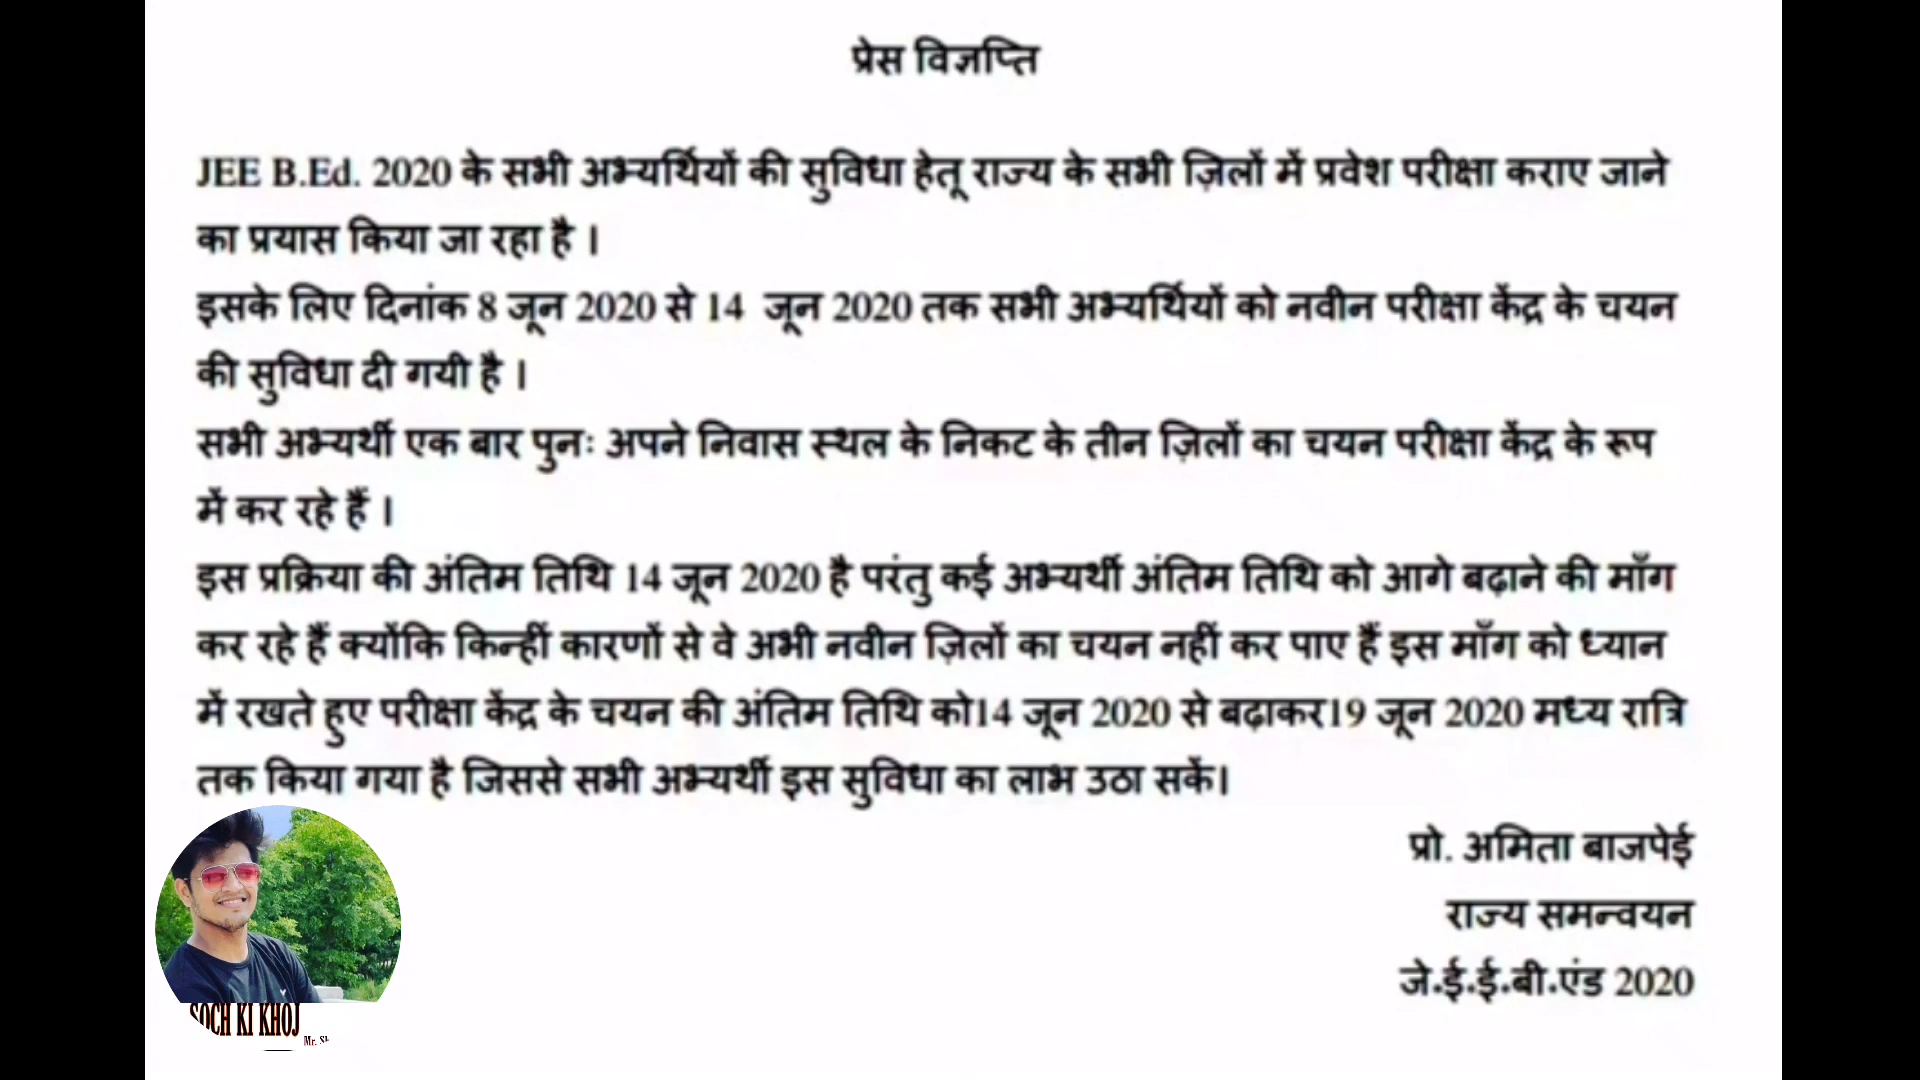 प्रेस विज्ञप्ति
JEE B.Ed. 2020 के सभी अभ्यर्थियों की सुविधा हेतू राज्य के सभी ज़िलों में प्रवेश परीक्षा कराए जाने
का प्रयास किया जा रहा है ।
इसके लिए दिनांक 8 जून 2020 से 14 जून 2020 तक सभी अभ्यर्थियों को नवीन परीक्षा केंद्र के चयन
की सुविधा दी गयी है ।
सभी अभ्यर्थी एक बार पुनः अपने निवास स्थल के निकट के तीन ज़िलों का चयन परीक्षा केंद्र के रूप
में कर रहे हैं ।
इस प्रक्रिया की अंतिम तिथि 14 जून 2020 है परंतु कई अभ्यर्थी अंतिम तिथि को आगे बढ़ाने की माँग
कर रहे हैं क्योंकि किन्हीं कारणों से वे अभी नवीन ज़िलों का चयन नहीं कर पाए हैं इस माँग को ध्यान
में रखते हुए परीक्षा केंद्र के चयन की अंतिम तिथि को14 जून 2020 से बढ़ाकर19 जून 2020 मध्य रात्रि
तक किया गया है जिससे सभी अभ्यर्थी इस सुविधा का लाभ उठा सकें।
प्रो. अमिता बाजपेई
राज्य समन्वयन
जे.ई.ई.बी.एंड 2020
SOCH KI KHOJ
Mr.